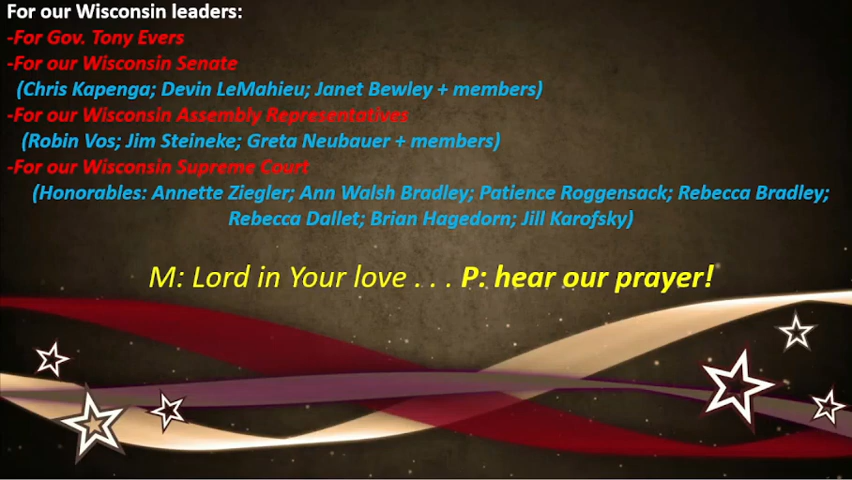 For our Wisconsin leaders:
-For Gov. Tony Evers
-For our Wisconsin Senate
(Chris Kapenga; Devin LeMahieu; Janet Bewley + members)
-For our Wisconsin Assembly Representatives
(Robin Vos; Jim Steineke; Greta Neubauer + members)
-For our Wisconsin Supreme Court
(Honorables: Annette Ziegler; Ann Walsh Bradley; Patience Roggensack; Rebecca Bradley;
Rebecca Dallet; Brian Hagedorn; Jill Karofsky)
M: Lord in Your love . . . P: hear our prayer!